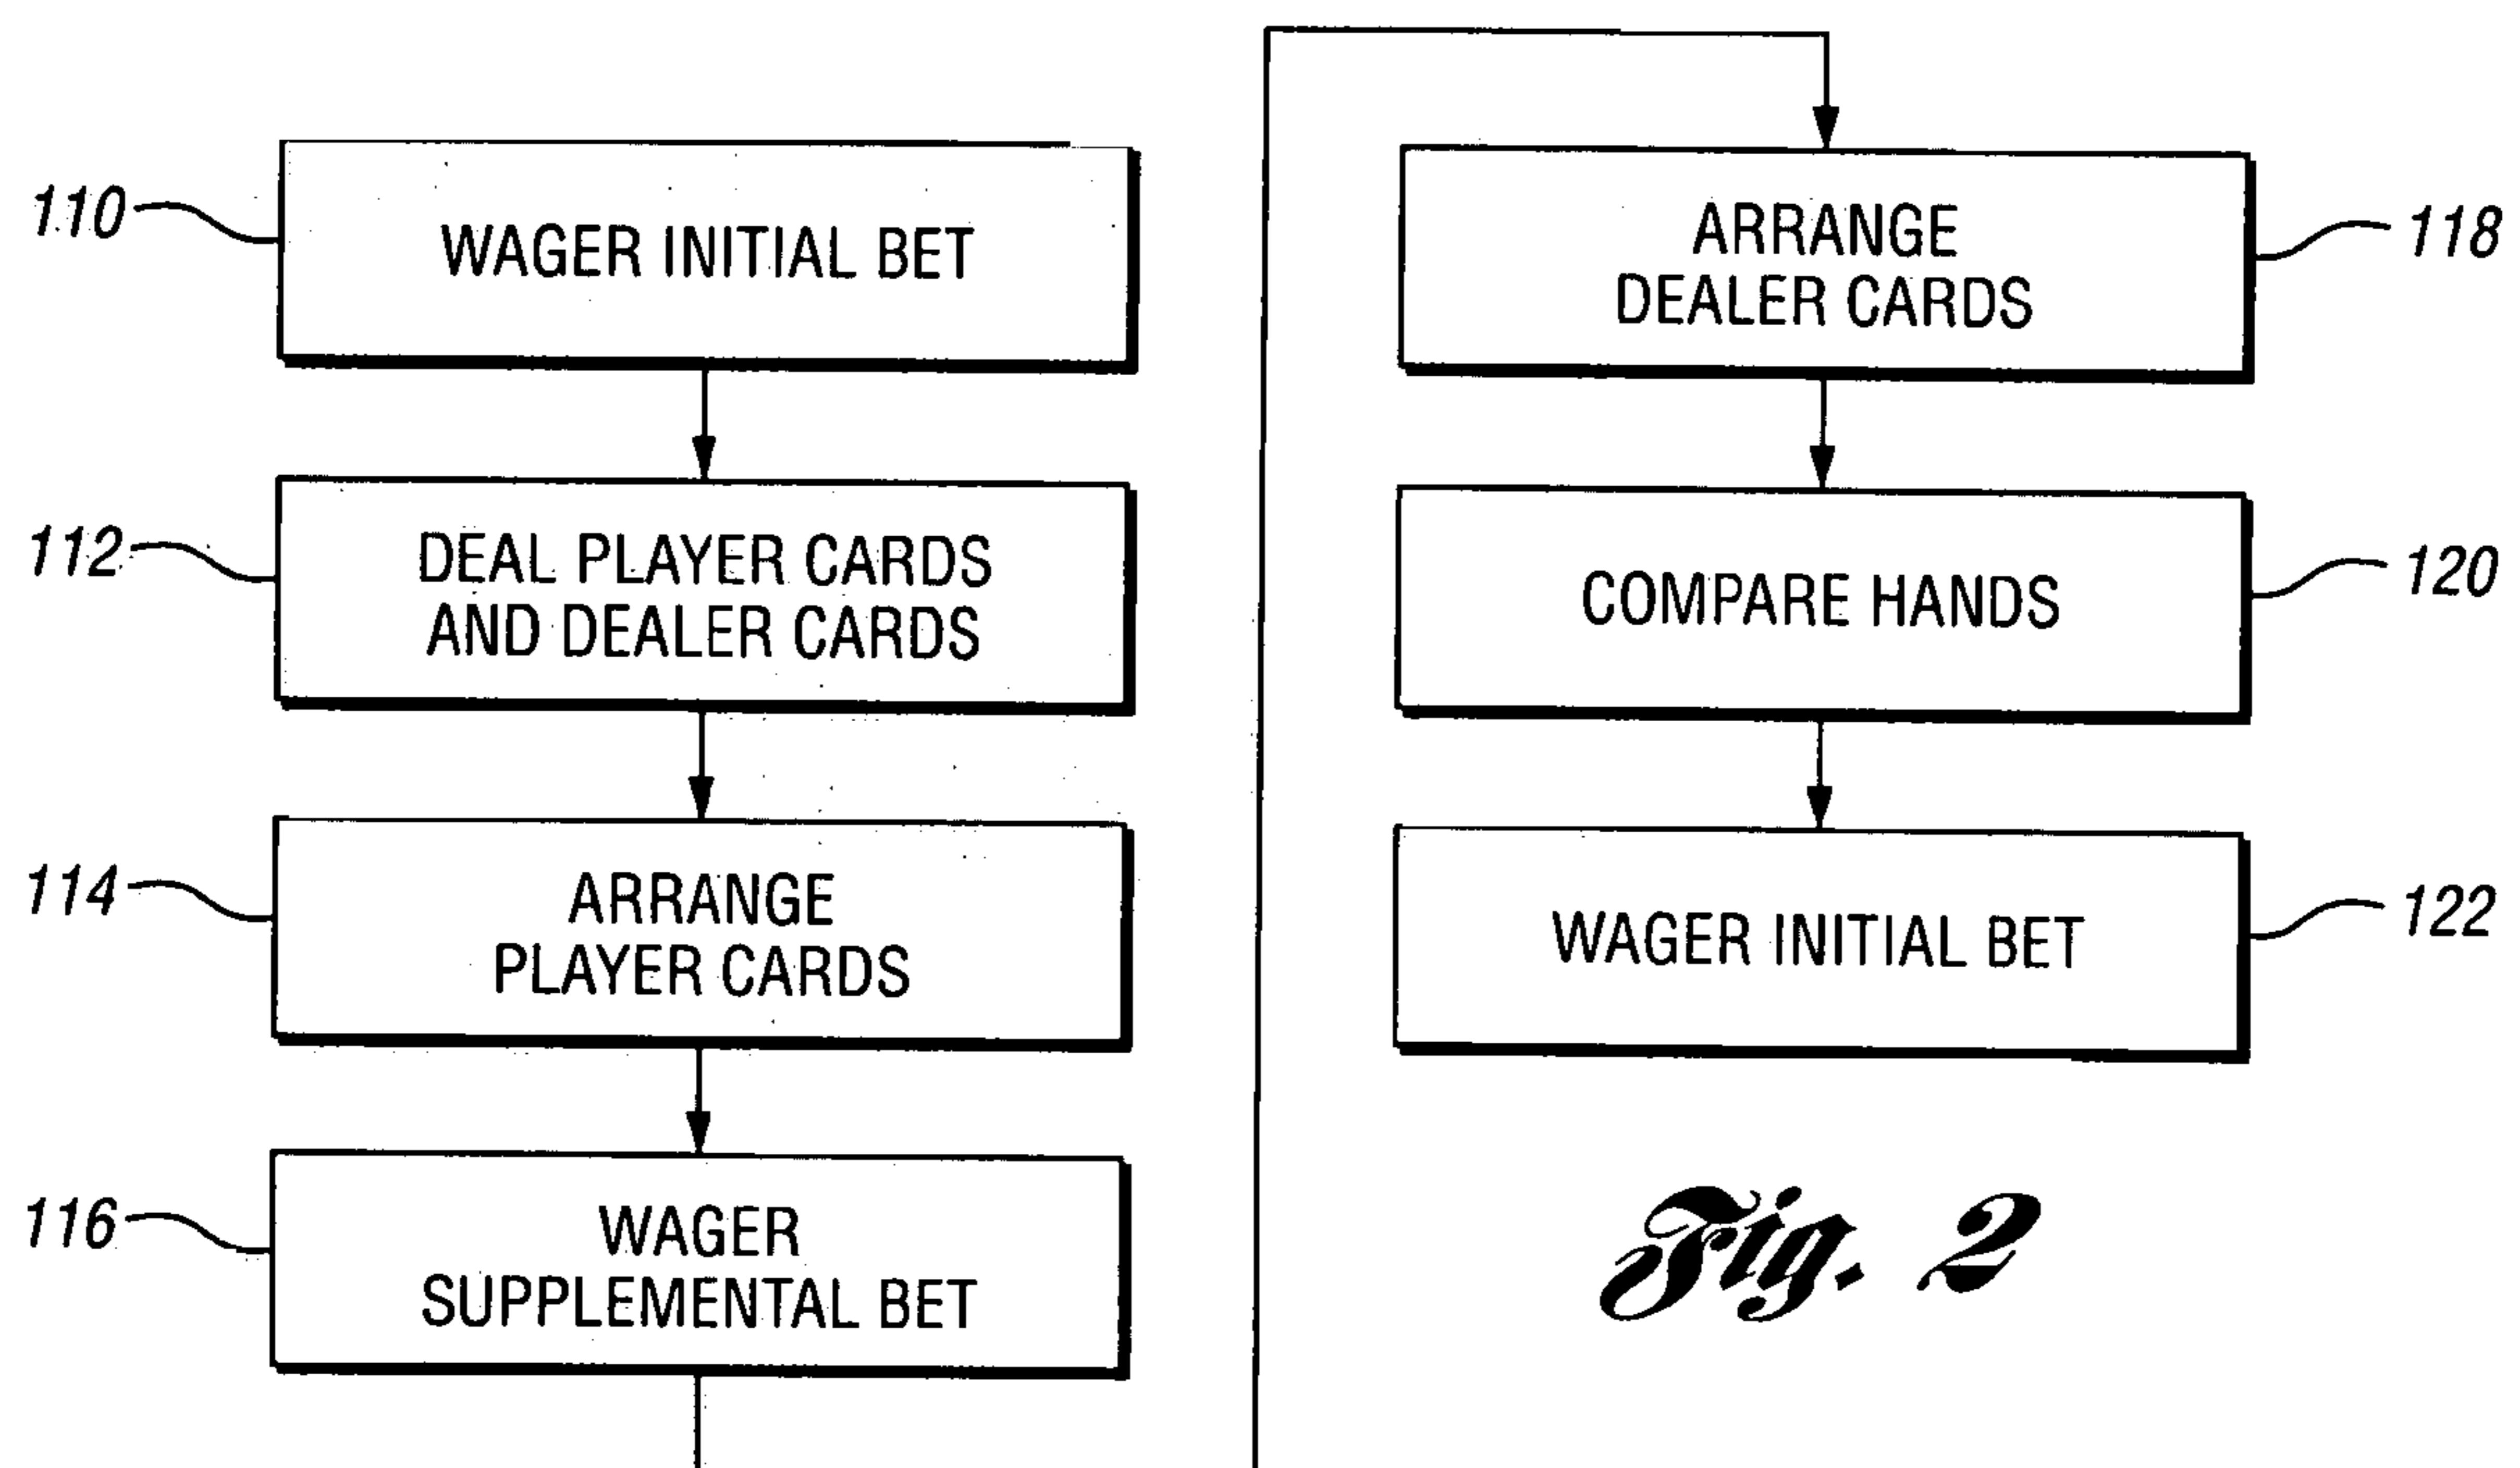 110
WAGER INITIAL BET
112
DEAL PLAYER CARDS
AND DEALER CARDS
114
ARRANGE
PLAYER CARDS
116
WAGER
SUPPLEMENTAL BET
ARRANGE
DEALER CARDS
118
COMPARE HANDS
120
WAGER INITIAL BET
122
Fig. 2